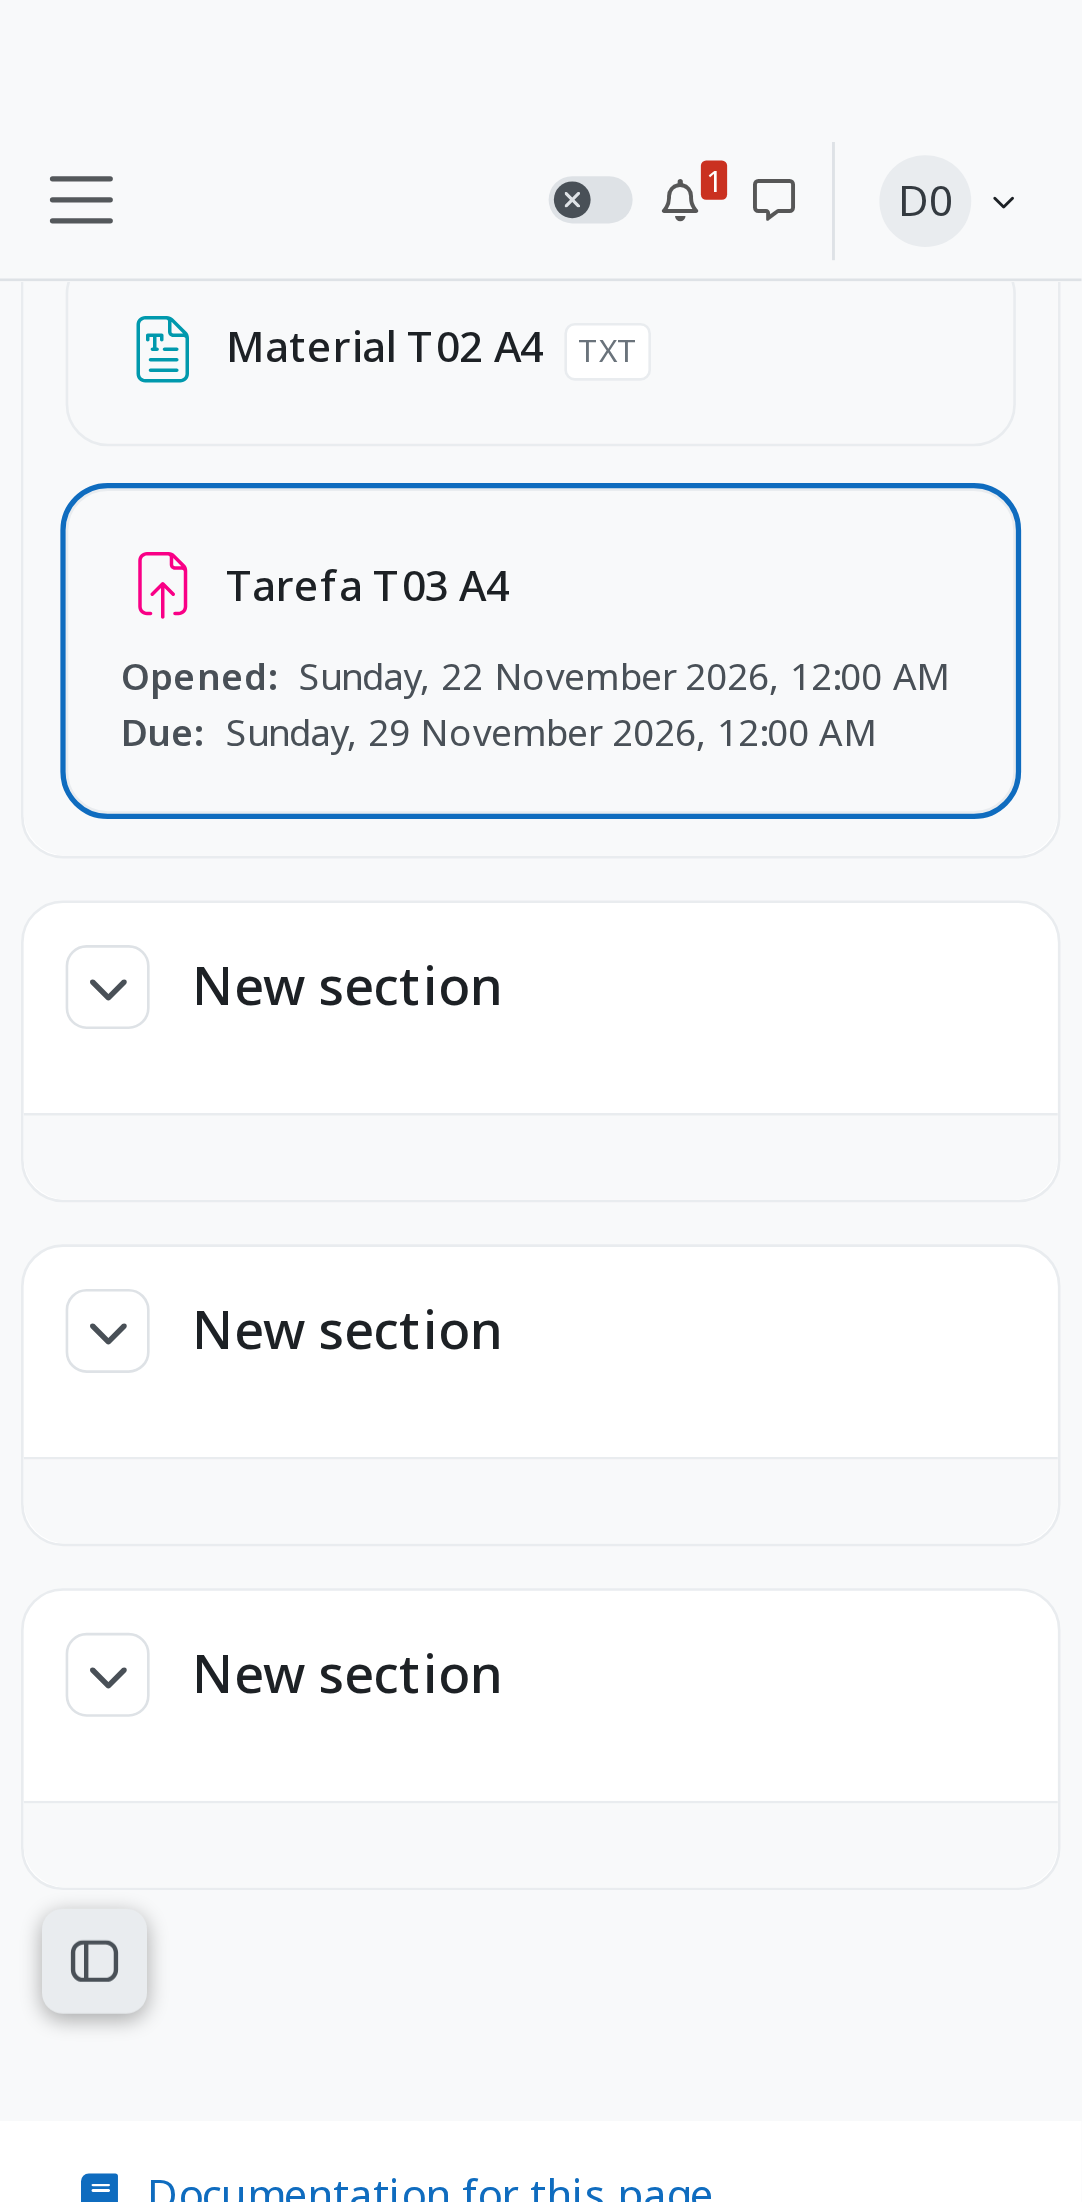 1
D0
Material T02 A4 TXT
Tarefa T03 A4
Opened: Sunday, 22 November 2026, 12:00 AM
Due: Sunday, 29 November 2026, 12:00 AM
New section
New section
New section
Documentation for this page